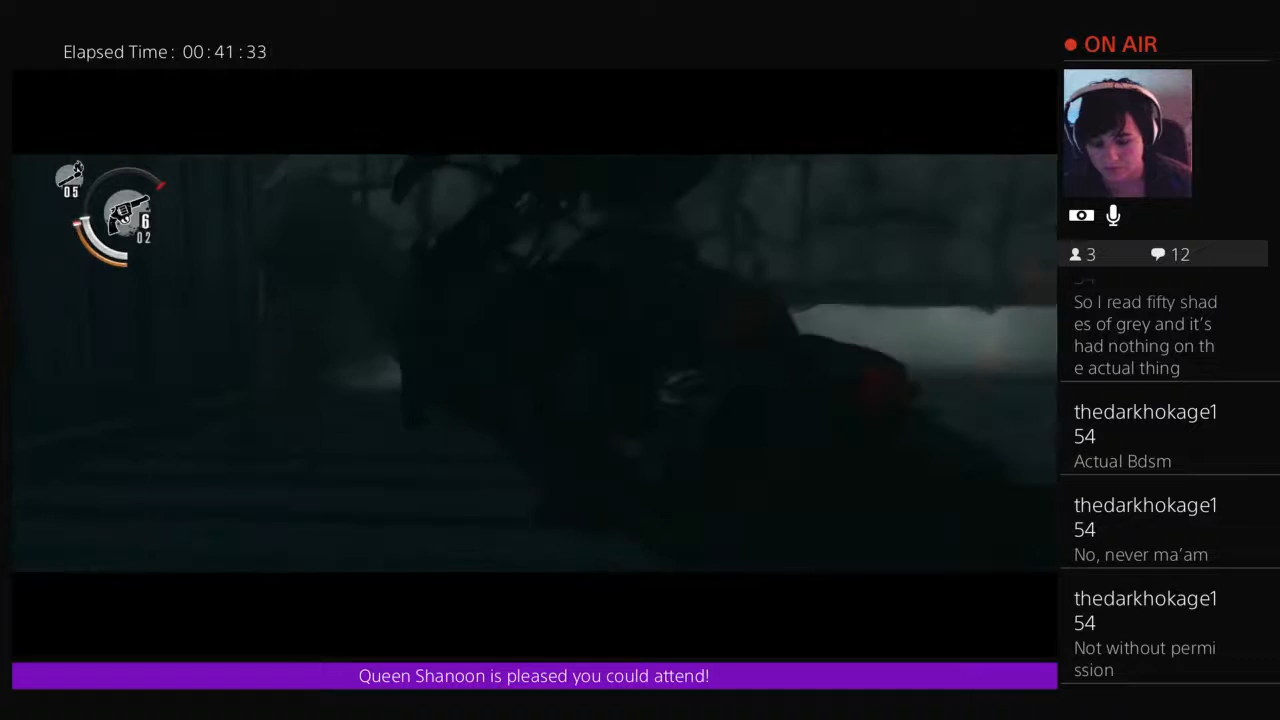 Elapsed Time: 00:41:33
ON AIR
05
6
02
3
12
So I read fifty shad
es of grey and it's
had nothing on th
e actual thing
thedarkhokage1
54
Actual Bdsm
thedarkhokage1
54
No, never ma'am
thedarkhokage1
54
Not without permi
ssion
Queen Shanoon is pleased you could attend!